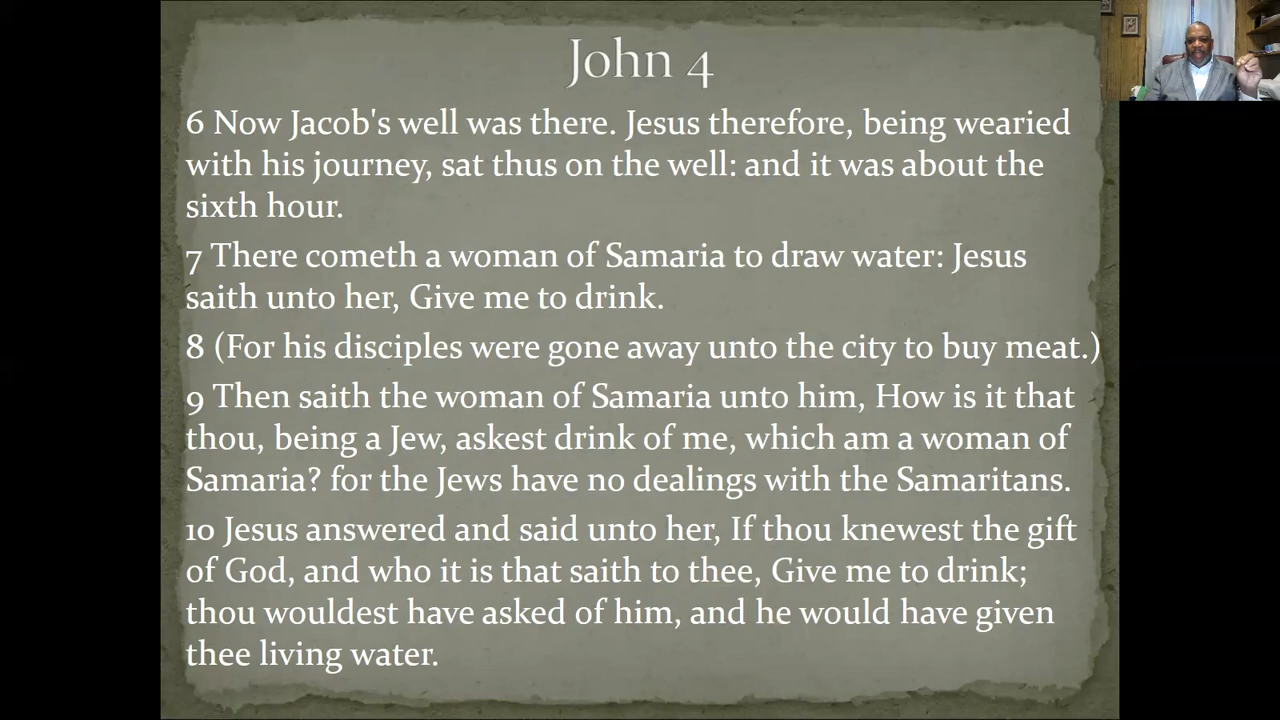 John 4
6 Now Jacob's well was there. Jesus therefore, being wearied
with his journey, sat thus on the well: and it was about the
sixth hour.
7 There cometh a woman of Samaria to draw water: Jesus
saith unto her, Give me to drink.
8 (For his disciples were gone away unto the city to buy meat.)
9 Then saith the woman of Samaria unto him, How is it that
thou, being a Jew, askest drink of me, which am a woman of
Samaria? for the Jews have no dealings with the Samaritans.
10 Jesus answered and said unto her, If thou knewest the gift
of God, and who it is that saith to thee, Give me to drink;
thou wouldest have asked of him, and he would have given
thee living water.